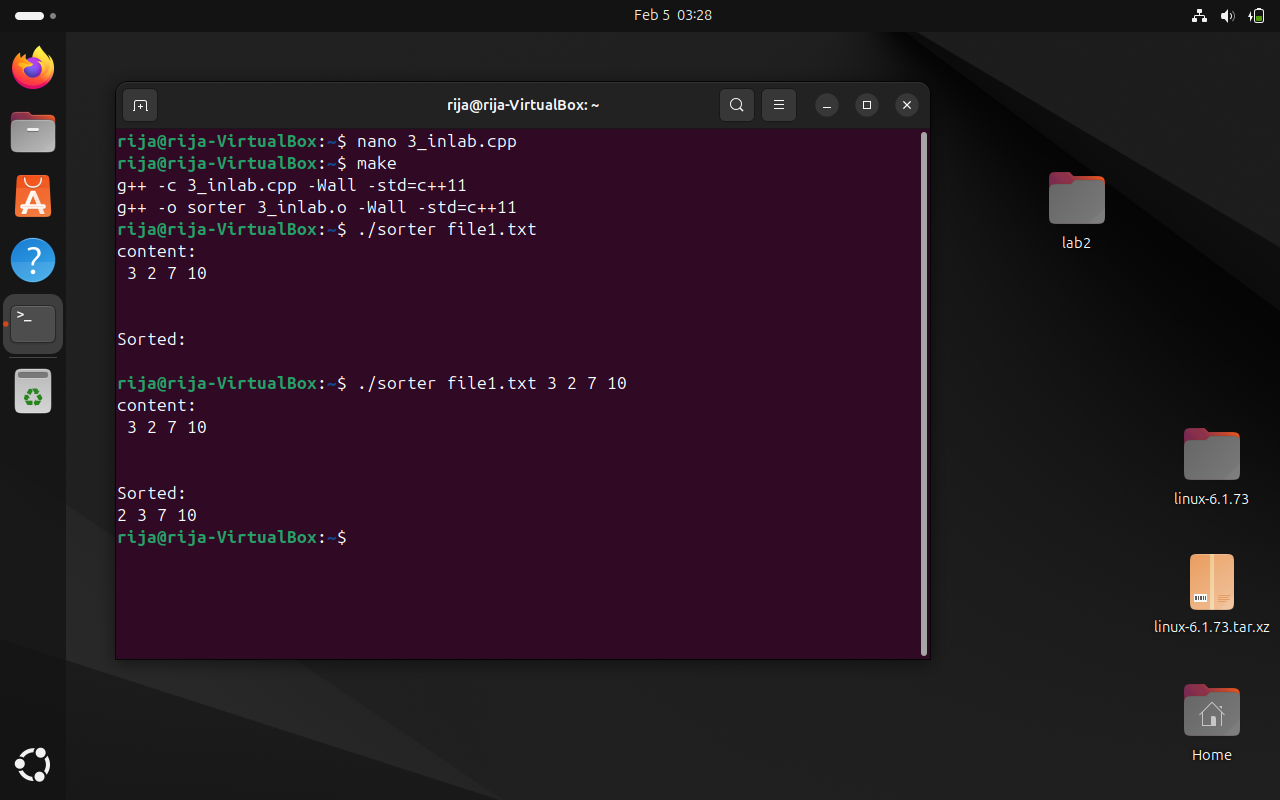 Feb 5 03:28
rija@rija-VirtualBox: ~
rija@rija-VirtualBox:~$ nano 3_inlab.cpp
rija@rija-VirtualBox:~$ make
g++ -c 3_inlab.cpp -Wall -std=c++11
g++ -o sorter 3_inlab.o -Wall -std=c++11
rija@rija-VirtualBox:~$ ./sorter file1.txt
content:
3 2 7 10
Sorted:
rija@rija-VirtualBox:~$ ./sorter file1.txt 3 2 7 10
content:
3 2 7 10
Sorted:
2 3 7 10
rija@rija-VirtualBox:~$
lab2
linux-6.1.73
linux-6.1.73.tar.xz
Home